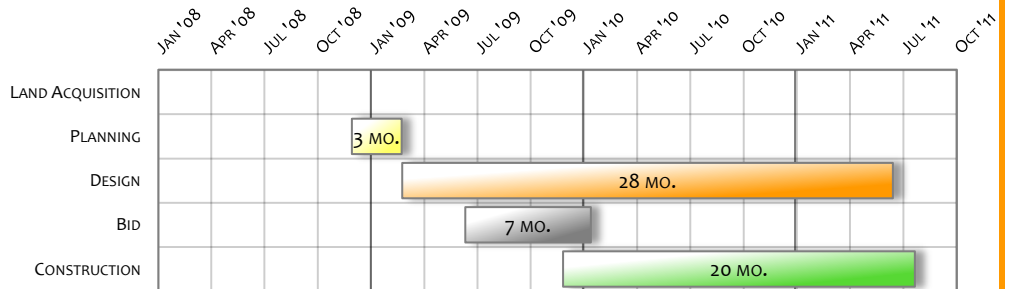 Jan '08 Apr '08 Jul '08 Oct '08 Jan '09 Apr '09 Jul '09 Oct '09 Jan '10 Apr '10 Jul '10 Oct '10 Jan '11 Apr '11 Jul '11 Oct '11
Land Acquisition
Planning 3 mo.
Design 28 mo.
Bid 7 mo.
Construction 20 mo.